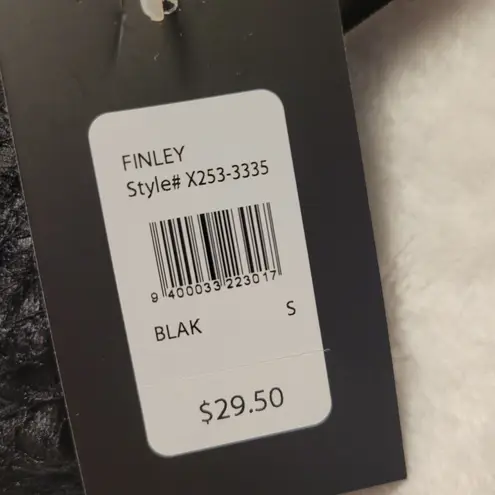 FINLEY
Style# X253-3335
9 400033 223017
BLAK S
$29.50